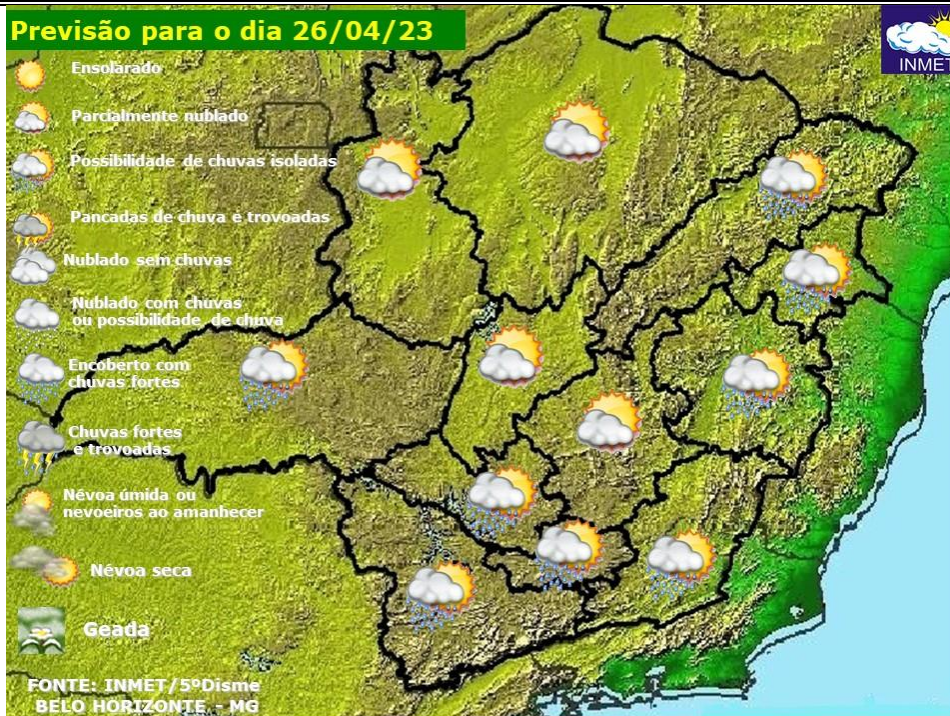 Previsão para o dia 26/04/23
INMET
Ensolarado
Parcialmente nublado
Possibilidade de chuvas isoladas
Pancadas de chuva e trovoadas
Nublado sem chuvas
Nublado com chuvas
ou possibilidade de chuva
Encoberto com
chuvas fortes
Chuvas fortes
e trovoadas
Névoa úmida ou
nevoeiros ao amanhecer
Névoa seca
Geada
FONTE: INMET/5ºDisme
BELO HORIZONTE - MG